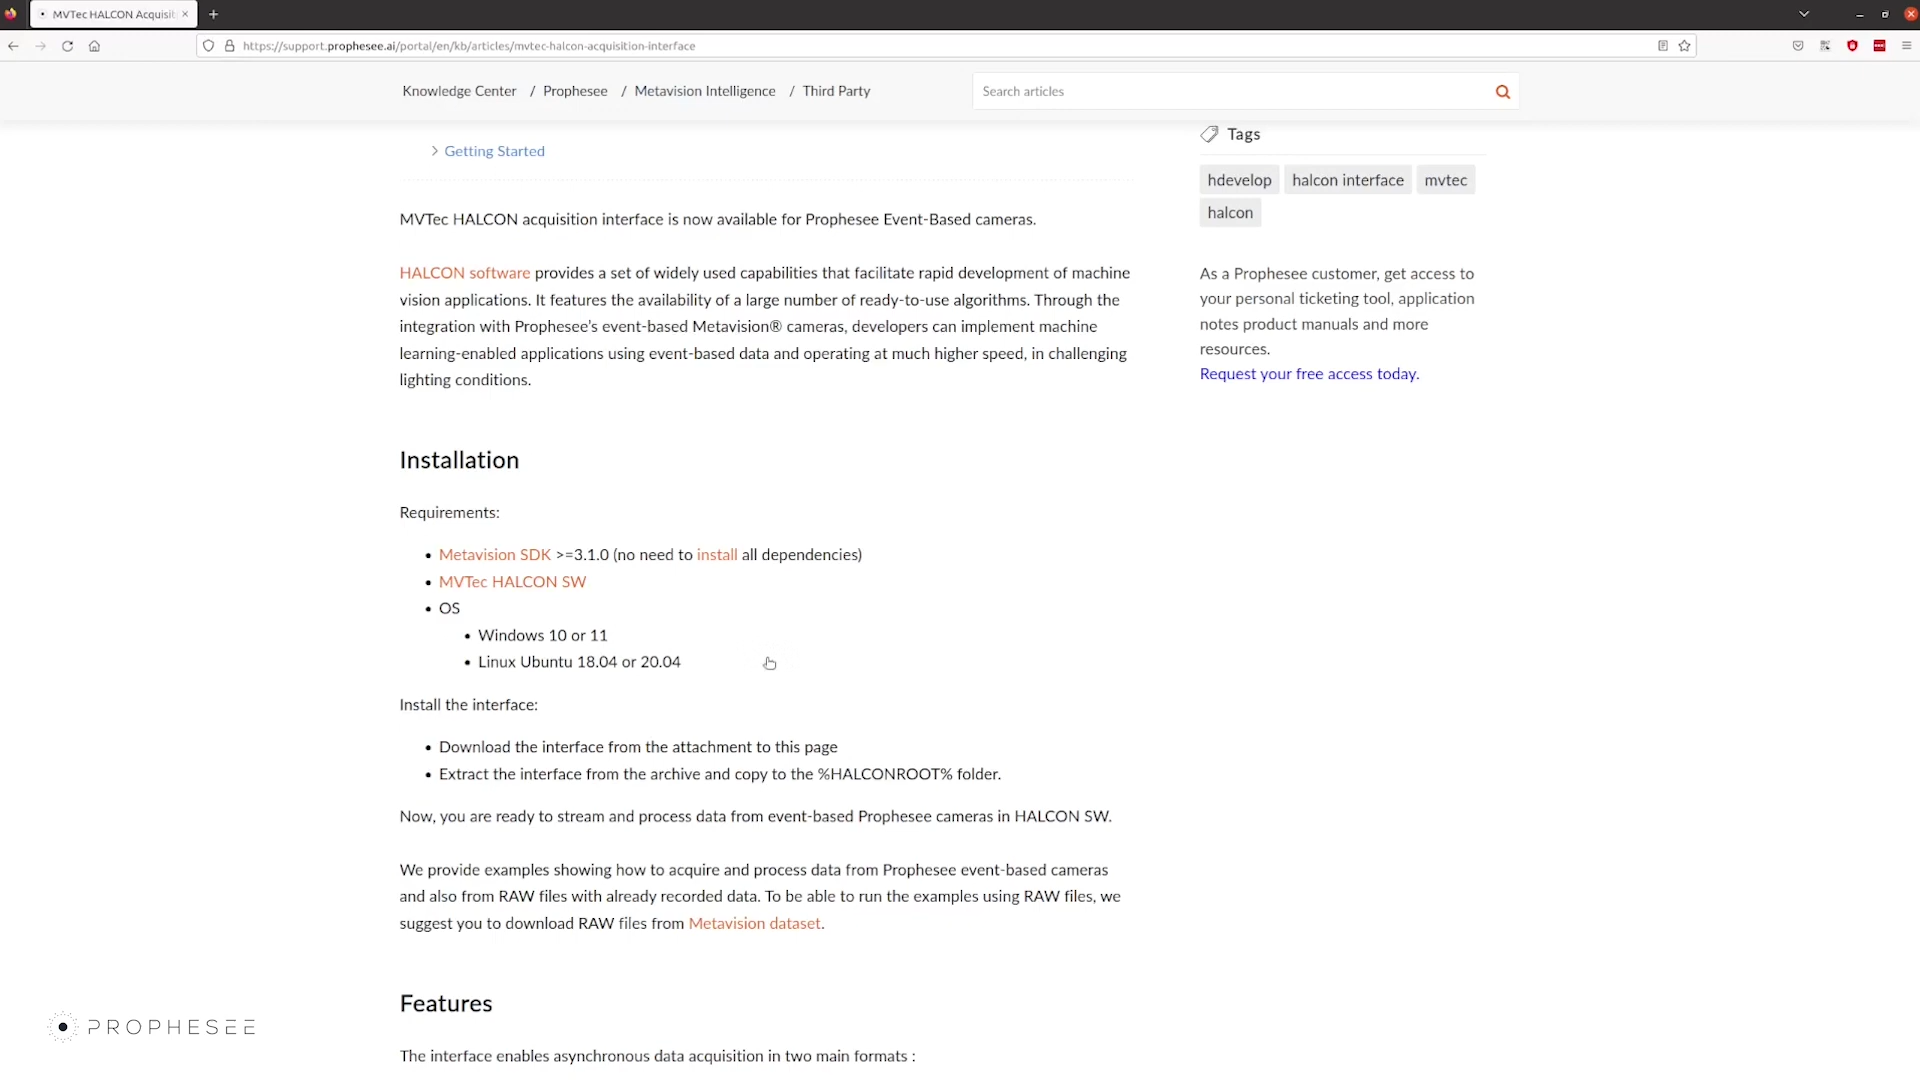 MVTec HALCON Acquisit
https://support.prophesee.ai/portal/en/kb/articles/mvtec-halcon-acquisition-interface
Knowledge Center / Prophesee / Metavision Intelligence / Third Party
Search articles
Getting Started
MVTec HALCON acquisition interface is now available for Prophesee Event-Based cameras.
HALCON software provides a set of widely used capabilities that facilitate rapid development of machine
vision applications. It features the availability of a large number of ready-to-use algorithms. Through the
integration with Prophesee’s event-based Metavision® cameras, developers can implement machine
learning-enabled applications using event-based data and operating at much higher speed, in challenging
lighting conditions.
Installation
Requirements:
• Metavision SDK >=3.1.0 (no need to install all dependencies)
• MVTec HALCON SW
• OS
• Windows 10 or 11
• Linux Ubuntu 18.04 or 20.04
Install the interface:
• Download the interface from the attachment to this page
• Extract the interface from the archive and copy to the %HALCONROOT% folder.
Now, you are ready to stream and process data from event-based Prophesee cameras in HALCON SW.
We provide examples showing how to acquire and process data from Prophesee event-based cameras
and also from RAW files with already recorded data. To be able to run the examples using RAW files, we
suggest you to download RAW files from Metavision dataset.
Features
The interface enables asynchronous data acquisition in two main formats :
Tags
hdevelop halcon interface mvtec
halcon
As a Prophesee customer, get access to
your personal ticketing tool, application
notes product manuals and more
resources.
Request your free access today.
PROPHESEE